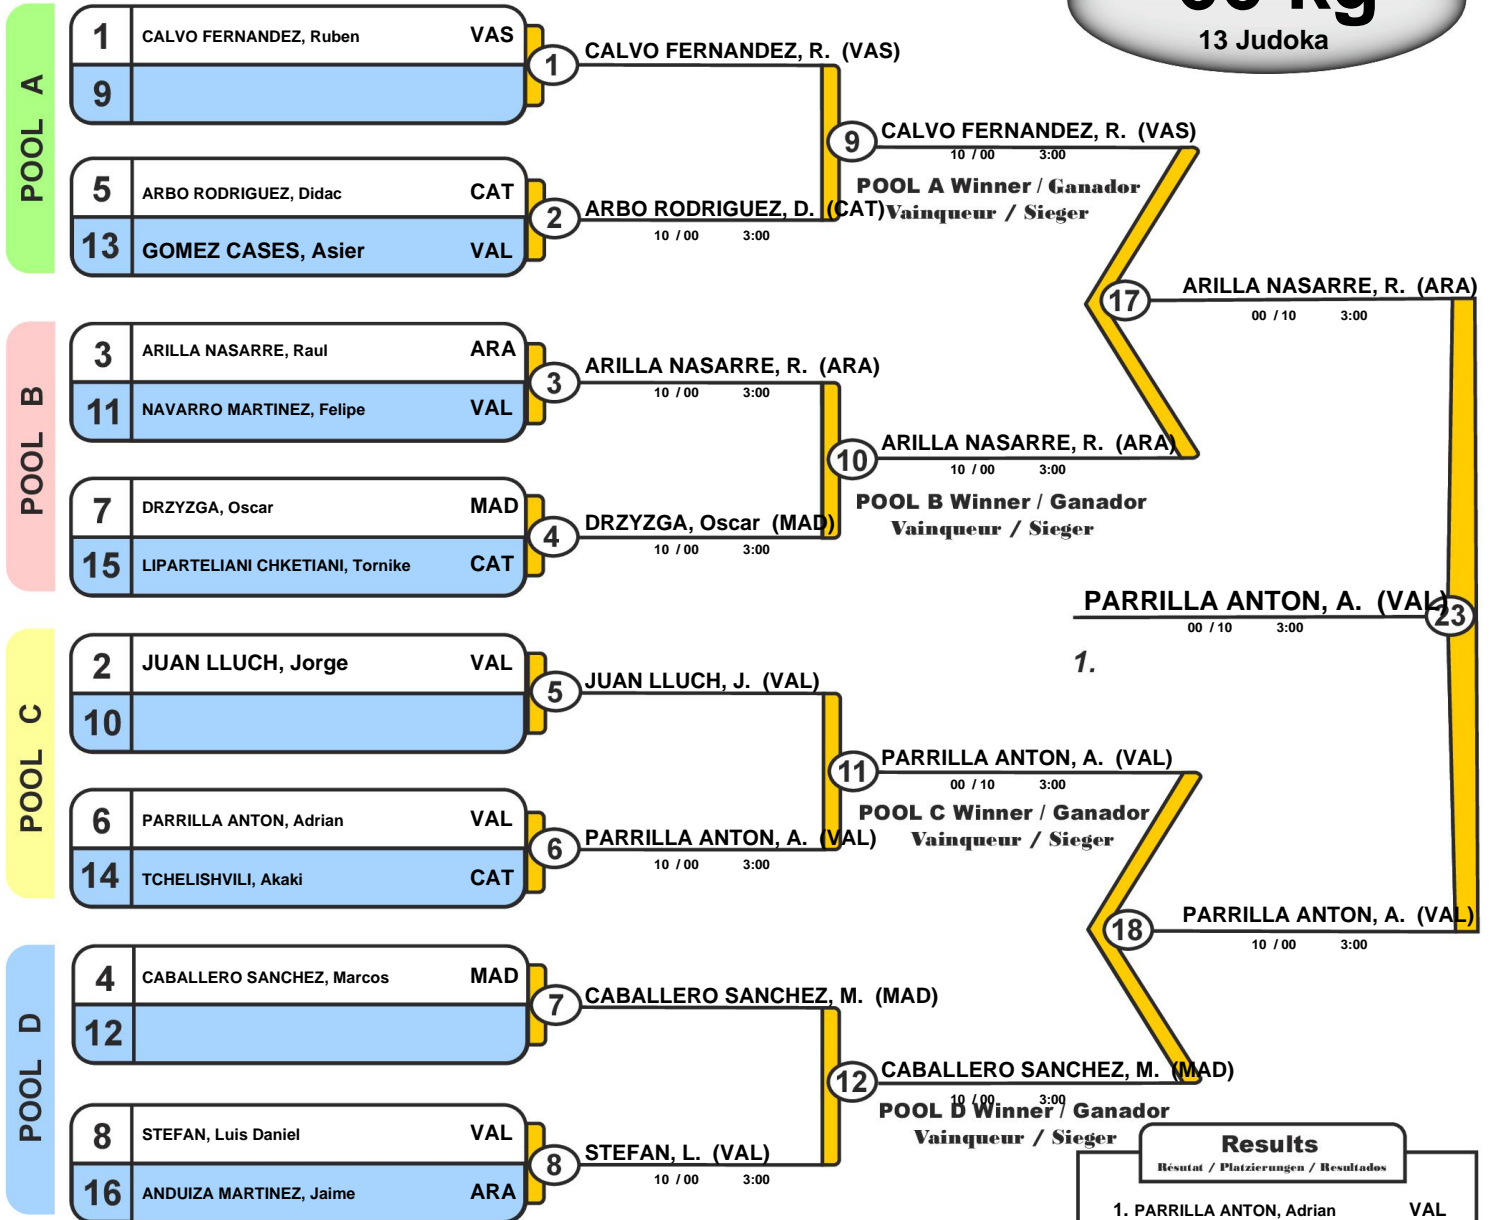 13 Judoka
POOL A
1 CALVO FERNANDEZ, Ruben VAS
9
5 ARBO RODRIGUEZ, Didac CAT
13 GOMEZ CASES, Asier VAL
1 CALVO FERNANDEZ, R. (VAS)
2 ARBO RODRIGUEZ, D. (CAT)
10 / 00 3:00
9 CALVO FERNANDEZ, R. (VAS)
10 / 00 3:00
POOL A Winner / Ganador
Vainqueur / Sieger
POOL B
3 ARILLA NASARRE, Raul ARA
11 NAVARRO MARTINEZ, Felipe VAL
7 DRZYZGA, Oscar MAD
15 LIPARTELIANI CHKETIANI, Tornike CAT
3 ARILLA NASARRE, R. (ARA)
10 / 00 3:00
4 DRZYZGA, Oscar (MAD)
10 / 00 3:00
10 ARILLA NASARRE, R. (ARA)
10 / 00 3:00
POOL B Winner / Ganador
Vainqueur / Sieger
17 ARILLA NASARRE, R. (ARA)
00 / 10 3:00
PARRILLA ANTON, A. (VAL) 23
00 / 10 3:00
1.
POOL C
2 JUAN LLUCH, Jorge VAL
10
6 PARRILLA ANTON, Adrian VAL
14 TCHELISHVILI, Akaki CAT
5 JUAN LLUCH, J. (VAL)
6 PARRILLA ANTON, A. (VAL)
10 / 00 3:00
11 PARRILLA ANTON, A. (VAL)
00 / 10 3:00
POOL C Winner / Ganador
Vainqueur / Sieger
18 PARRILLA ANTON, A. (VAL)
10 / 00 3:00
POOL D
4 CABALLERO SANCHEZ, Marcos MAD
12
8 STEFAN, Luis Daniel VAL
16 ANDUIZA MARTINEZ, Jaime ARA
7 CABALLERO SANCHEZ, M. (MAD)
8 STEFAN, L. (VAL)
10 / 00 3:00
12 CABALLERO SANCHEZ, M. (MAD)
10 / 00 3:00
POOL D Winner / Ganador
Vainqueur / Sieger
Results
Résutat / Platzierungen / Resultados
1. PARRILLA ANTON, Adrian VAL